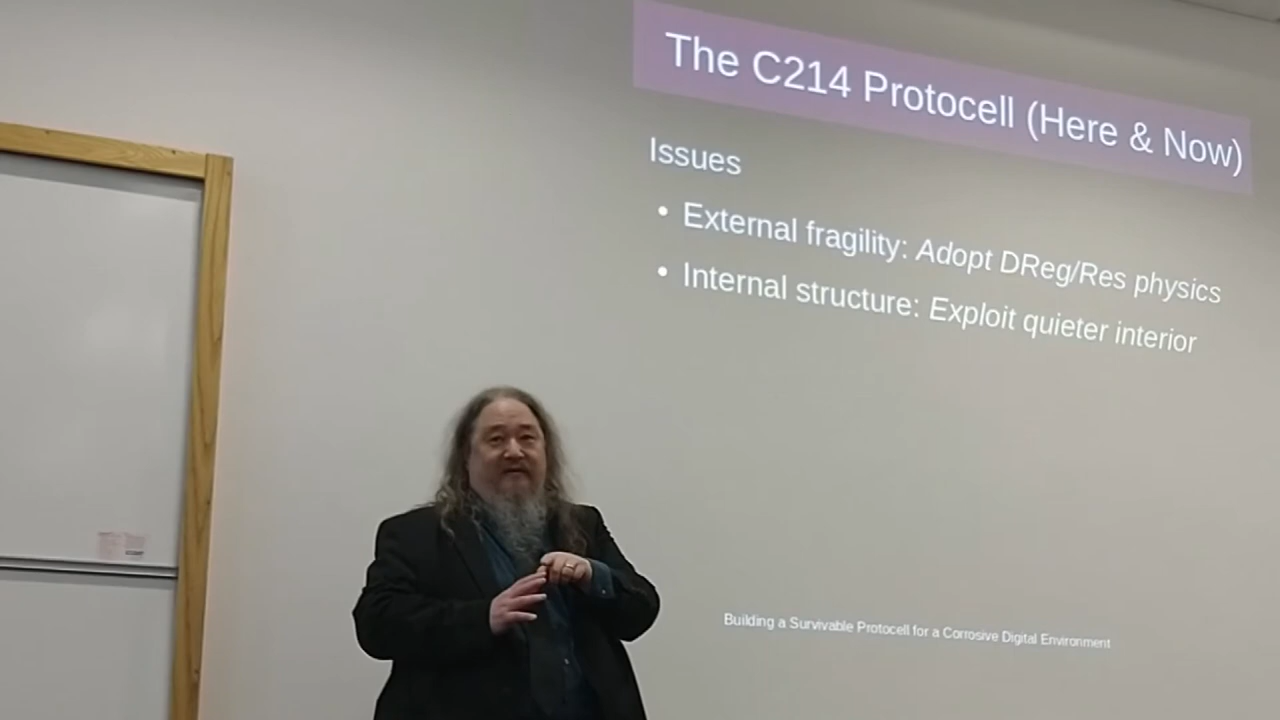 The C214 Protocell (Here & Now)
Issues
• External fragility: Adopt DReg/Res physics
• Internal structure: Exploit quieter interior
Building a Survivable Protocell for a Corrosive Digital Environment